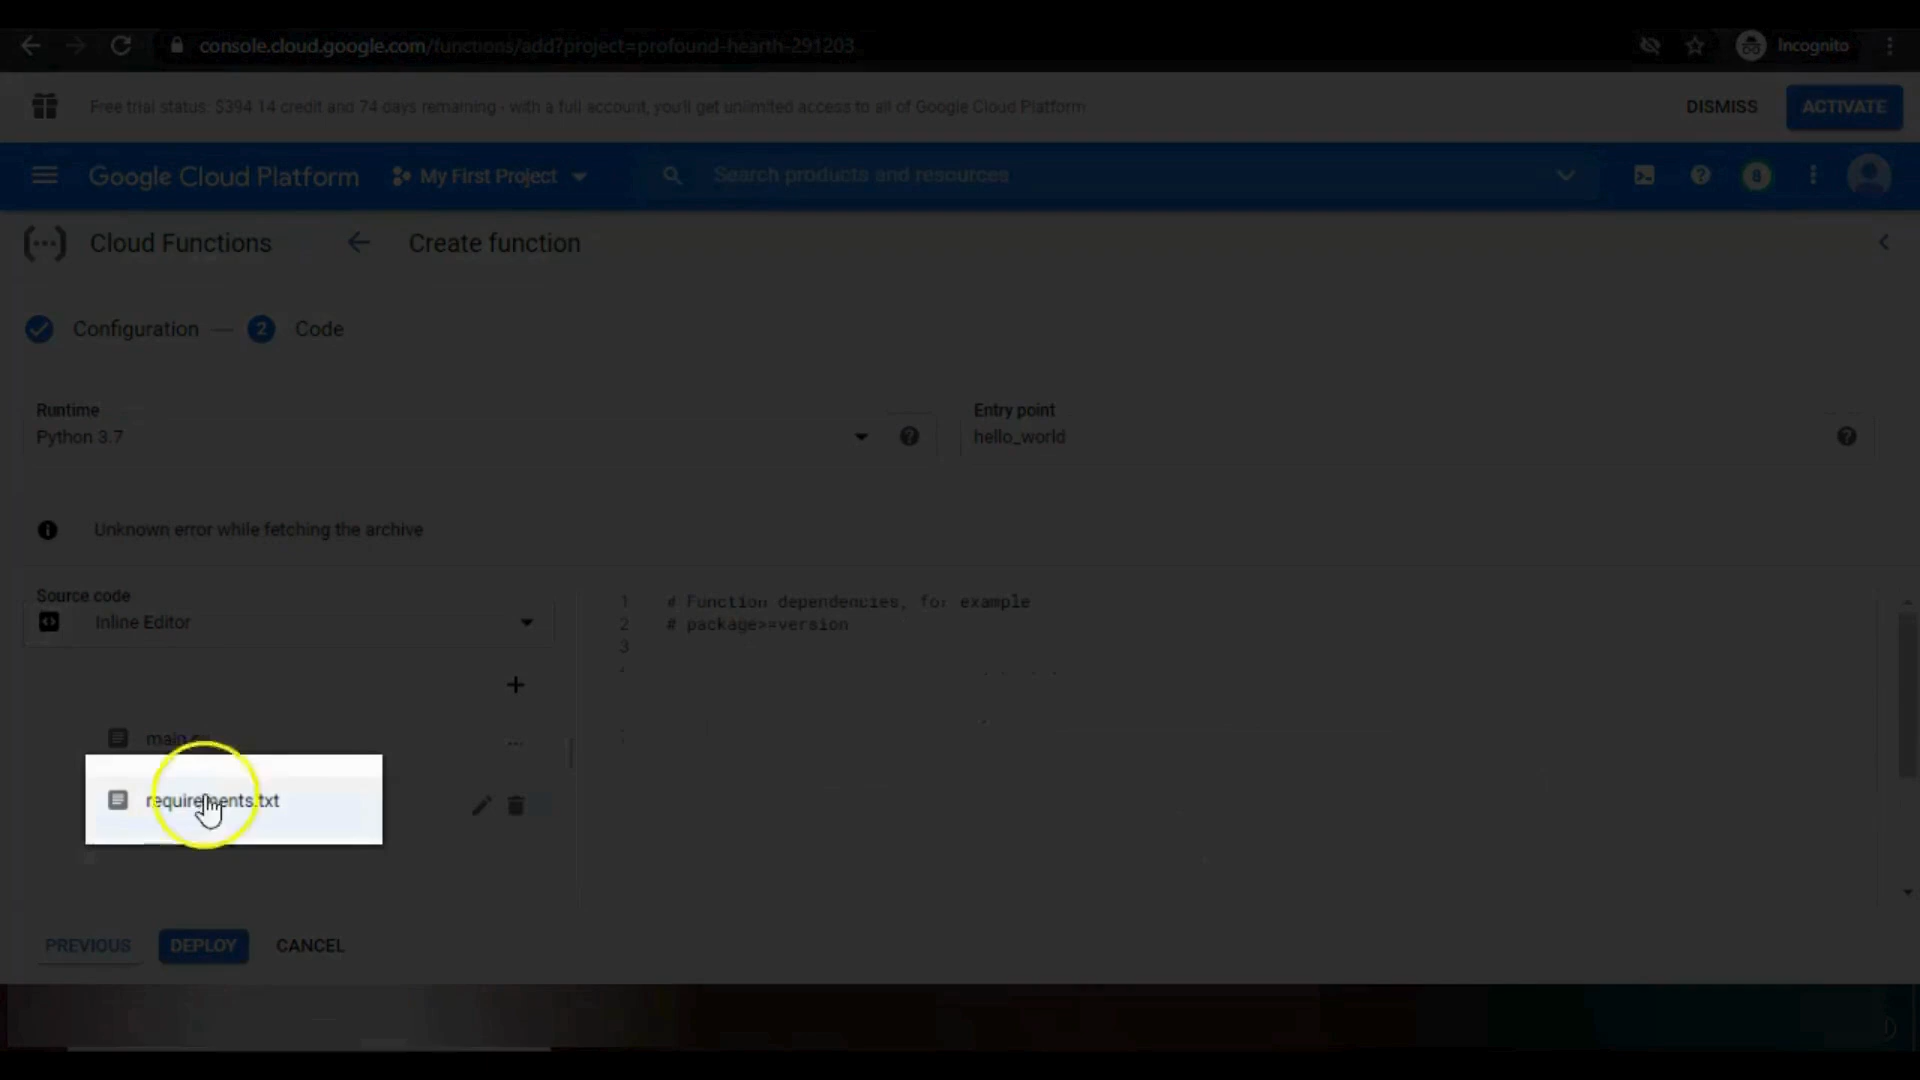 console.cloud.google.com/functions/add?project=profound-hearth-291203
Incognito
Free trial status: $394.14 credit and 74 days remaining - with a full account, you'll get unlimited access to all of Google Cloud Platform
DISMISS
ACTIVATE
Google Cloud Platform
My First Project
Search products and resources
8
Cloud Functions
Create function
Configuration
2
Code
Runtime
Python 3.7
Entry point
hello_world
Unknown error while fetching the archive
Source code
Inline Editor
1 # Function dependencies, for example
2 # package>=version
3
requirements.txt
PREVIOUS
DEPLOY
CANCEL